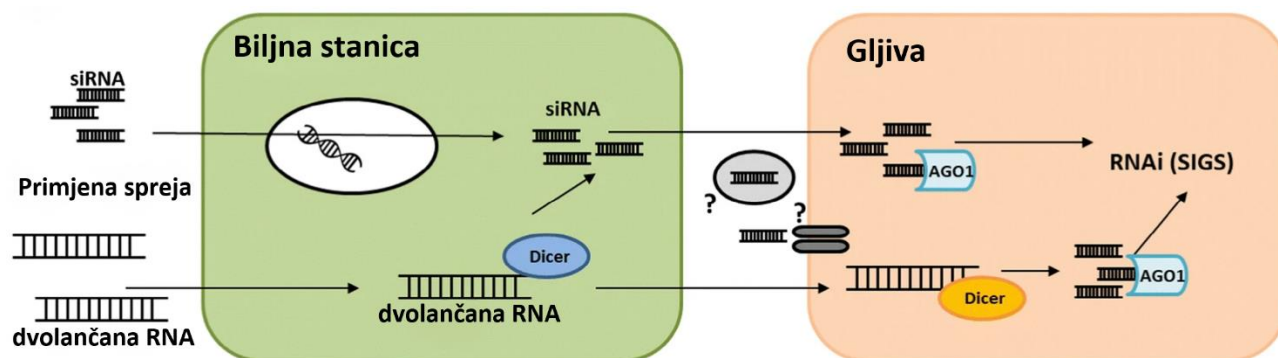 Biljna stanica
Gljiva
siRNA
siRNA
AGO1
RNAi (SIGS)
Primjena spreja
?
?
Dicer
AGO1
Dicer
dvolančana RNA
dvolančana RNA